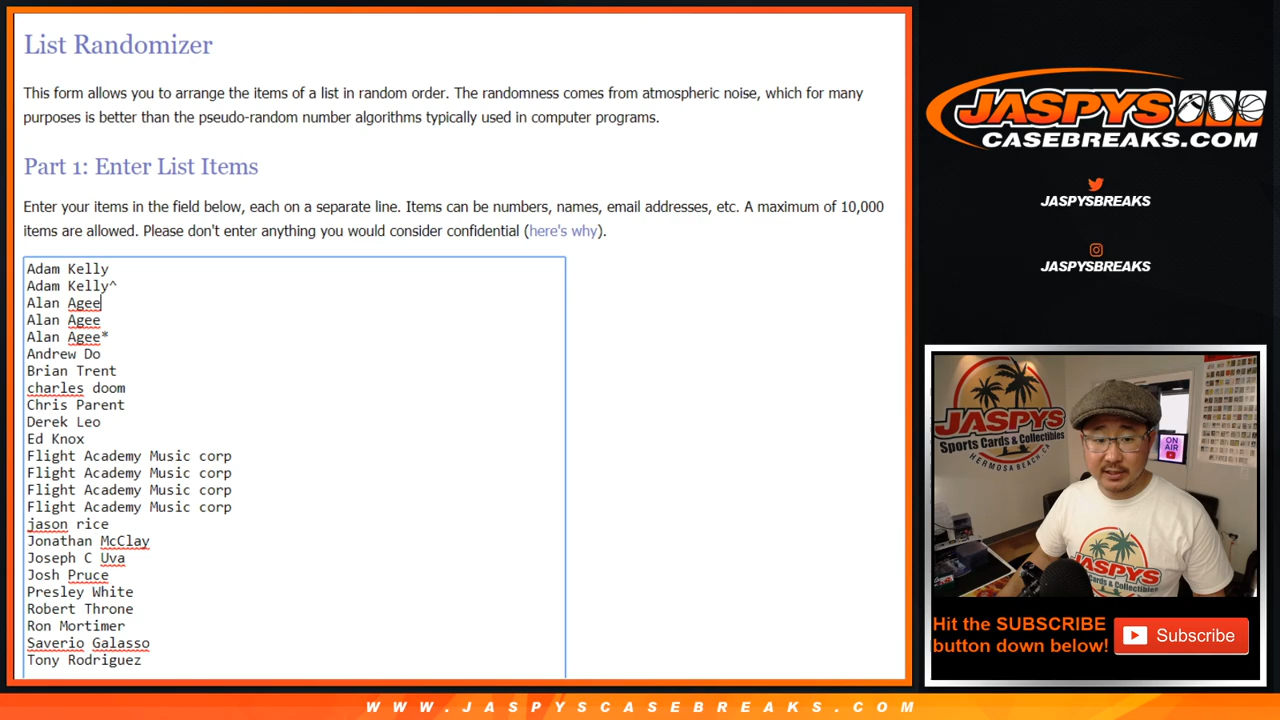 List Randomizer
This form allows you to arrange the items of a list in random order. The randomness comes from atmospheric noise, which for many
purposes is better than the pseudo-random number algorithms typically used in computer programs.
Part 1: Enter List Items
Enter your items in the field below, each on a separate line. Items can be numbers, names, email addresses, etc. A maximum of 10,000
items are allowed. Please don't enter anything you would consider confidential (here's why).
Adam Kelly
Adam Kelly^
Alan Agee
Alan Agee
Alan Agee*
Andrew Do
Brian Trent
charles doom
Chris Parent
Derek Leo
Ed Knox
Flight Academy Music corp
Flight Academy Music corp
Flight Academy Music corp
Flight Academy Music corp
jason rice
Jonathan McClay
Joseph C Uva
Josh Pruce
Presley White
Robert Throne
Ron Mortimer
Saverio Galasso
Tony Rodriguez
JASPYS
CASEBREAKS.COM
JASPYSBREAKS
JASPYSBREAKS
JASPYS
Sports Cards & Collectibles
HERMOSA BEACH, CA
ON
AIR
JASPYS
Hit the SUBSCRIBE
button down below!
Subscribe
WWW.JASPYSCASEBREAKS.COM